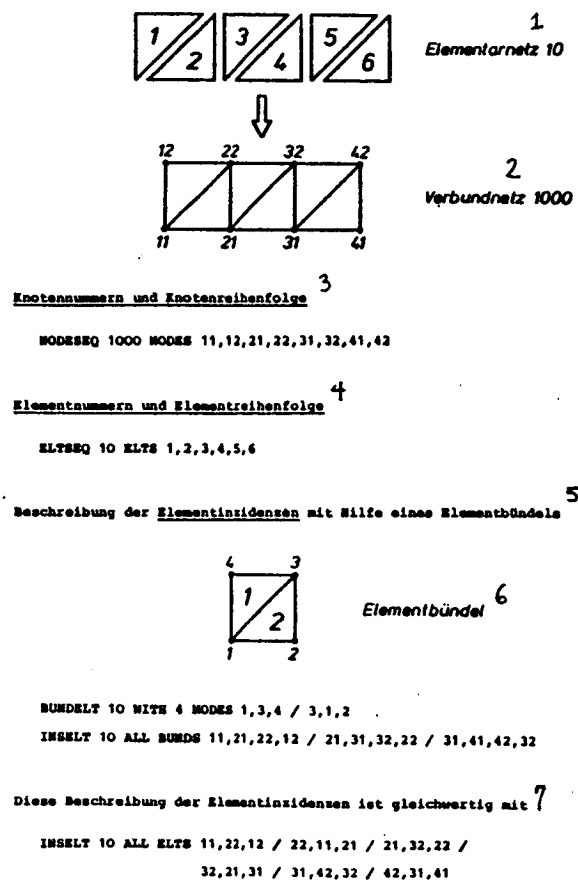 1
1 2 3 4 5 6 Elementarnetz 10
12 22 32 42
2
Verbundnetz 1000
11 21 31 41
Knotennummern und Knotenreihenfolge 3
NODESEQ 1000 NODES 11,12,21,22,31,32,41,42
Elementnummern und Elementreihenfolge 4
ELTSEQ 10 ELTS 1,2,3,4,5,6
Beschreibung der Elementinzidenzen mit Hilfe eines Elementbündels 5
4 3
1 2 Elementbündel 6
1 2
BUNDELT 10 WITH 4 NODES 1,3,4 / 3,1,2
INSELT 10 ALL BUNDS 11,21,22,12 / 21,31,32,22 / 31,41,42,32
Diese Beschreibung der Elementinzidenzen ist gleichwertig mit 7
INSELT 10 ALL ELTS 11,22,12 / 22,11,21 / 21,32,22 /
32,21,31 / 31,42,32 / 42,31,41